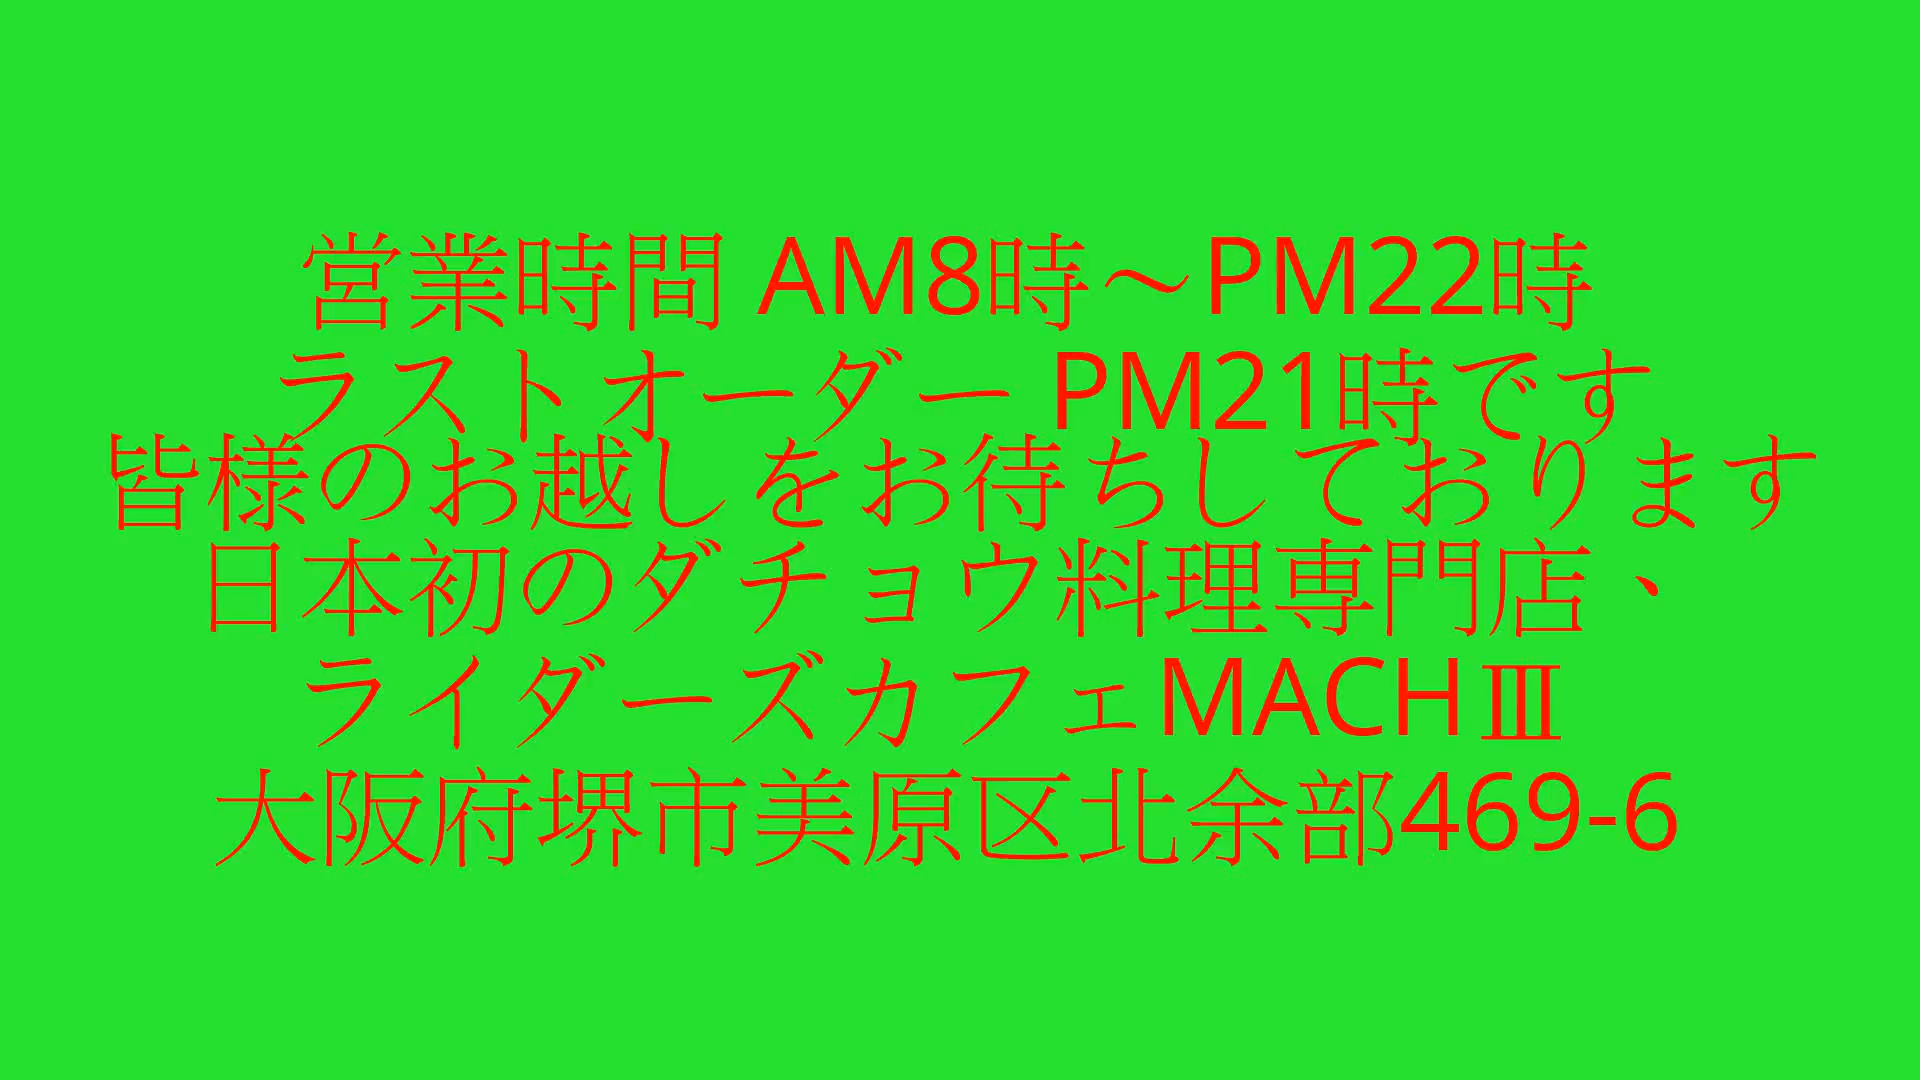 営業時間 AM8時～PM22時
ラストオーダー PM21時です
皆様のお越しをお待ちしております
日本初のダチョウ料理専門店、
ライダーズカフェMACHⅢ
大阪府堺市美原区北余部469-6